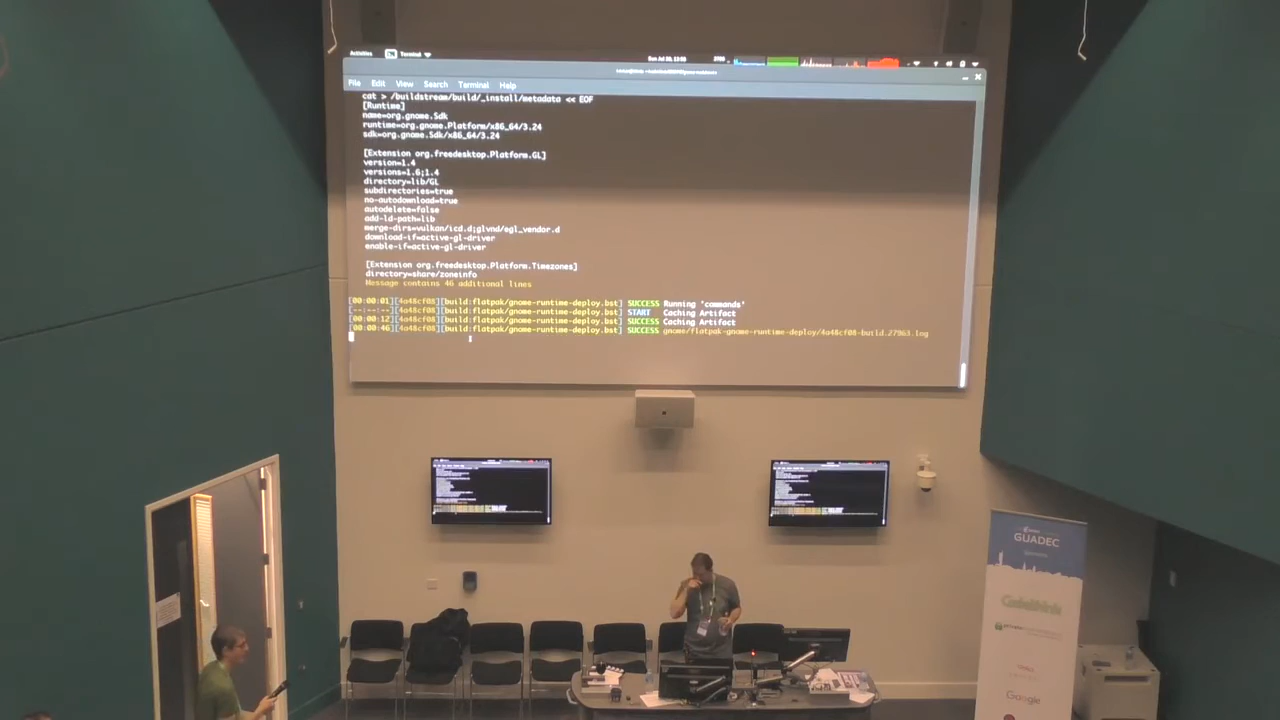 Activities Terminal
File Edit View Search Terminal Help
cat > /buildstream/build/_install/metadata << EOF
[Runtime]
name=org.gnome.Sdk
runtime=org.gnome.Platform/x86_64/3.24
sdk=org.gnome.Sdk/x86_64/3.24
[Extension org.freedesktop.Platform.GL]
version=1.4
versions=1.6;1.4
directory=lib/GL
subdirectories=true
no-autodownload=true
autodelete=false
add-ld-path=lib
merge-dirs=vulkan/icd.d;glvnd/egl_vendor.d
download-if=active-gl-driver
enable-if=active-gl-driver
[Extension org.freedesktop.Platform.Timezones]
directory=share/zoneinfo
Message contains 46 additional lines
[00:00:01][4a48cf08][build:flatpak/gnome-runtime-deploy.bst] SUCCESS Running 'commands'
[--:--:--][4a48cf08][build:flatpak/gnome-runtime-deploy.bst] START Caching Artifact
[00:00:12][4a48cf08][build:flatpak/gnome-runtime-deploy.bst] SUCCESS Caching Artifact
[00:00:46][4a48cf08][build:flatpak/gnome-runtime-deploy.bst] SUCCESS gnome/flatpak-gnome-runtime-deploy/4a48cf08-build.27963.log
GUADEC
Codethink
Google